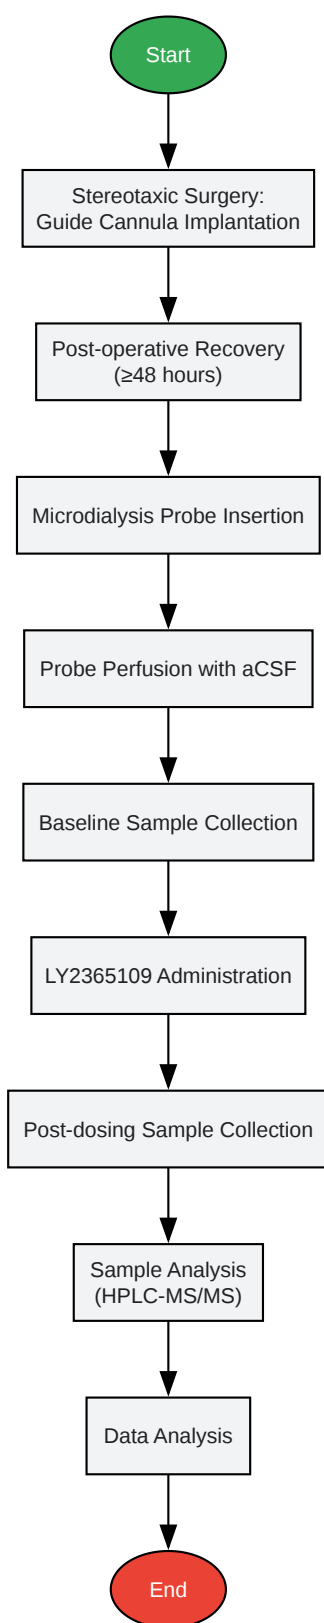 Start
Stereotaxic Surgery:
Guide Cannula Implantation
Post-operative Recovery
(≥48 hours)
Microdialysis Probe Insertion
Probe Perfusion with aCSF
Baseline Sample Collection
LY2365109 Administration
Post-dosing Sample Collection
Sample Analysis
(HPLC-MS/MS)
Data Analysis
End